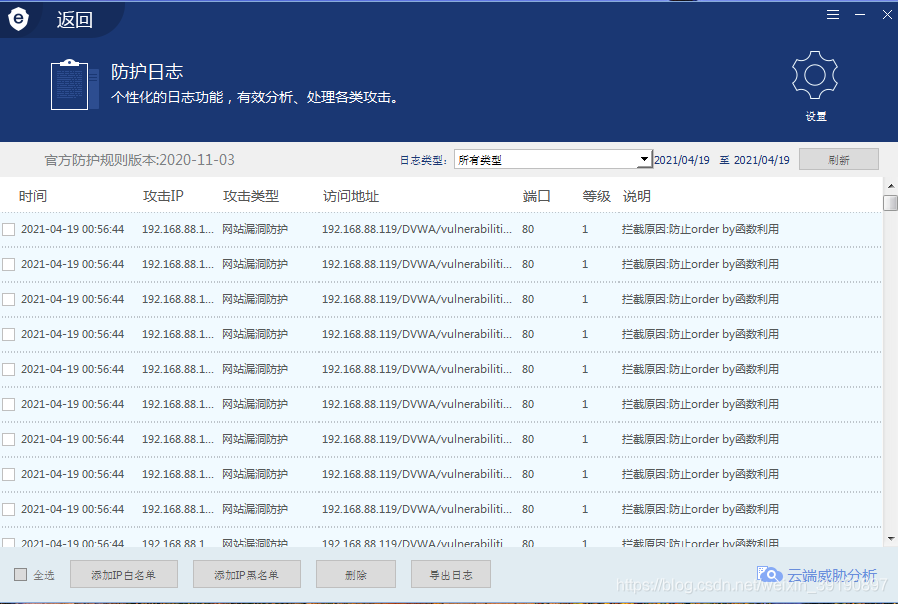 返回
防护日志
个性化的日志功能，有效分析、处理各类攻击。
设置
官方防护规则版本:2020-11-03 日志类型: 所有类型 2021/04/19 至 2021/04/19 刷新
时间 攻击IP 攻击类型 访问地址 端口 等级 说明
2021-04-19 00:56:44 192.168.88.1... 网站漏洞防护 192.168.88.119/DVWA/vulnerabiliti... 80 1 拦截原因:防止order by函数利用
2021-04-19 00:56:44 192.168.88.1... 网站漏洞防护 192.168.88.119/DVWA/vulnerabiliti... 80 1 拦截原因:防止order by函数利用
2021-04-19 00:56:44 192.168.88.1... 网站漏洞防护 192.168.88.119/DVWA/vulnerabiliti... 80 1 拦截原因:防止order by函数利用
2021-04-19 00:56:44 192.168.88.1... 网站漏洞防护 192.168.88.119/DVWA/vulnerabiliti... 80 1 拦截原因:防止order by函数利用
2021-04-19 00:56:44 192.168.88.1... 网站漏洞防护 192.168.88.119/DVWA/vulnerabiliti... 80 1 拦截原因:防止order by函数利用
2021-04-19 00:56:44 192.168.88.1... 网站漏洞防护 192.168.88.119/DVWA/vulnerabiliti... 80 1 拦截原因:防止order by函数利用
2021-04-19 00:56:44 192.168.88.1... 网站漏洞防护 192.168.88.119/DVWA/vulnerabiliti... 80 1 拦截原因:防止order by函数利用
2021-04-19 00:56:44 192.168.88.1... 网站漏洞防护 192.168.88.119/DVWA/vulnerabiliti... 80 1 拦截原因:防止order by函数利用
2021-04-19 00:56:44 192.168.88.1... 网站漏洞防护 192.168.88.119/DVWA/vulnerabiliti... 80 1 拦截原因:防止order by函数利用
2021-04-19 00:56:44 192.168.88.1... 网站漏洞防护 192.168.88.119/DVWA/vulnerabiliti... 80 1 拦截原因:防止order by函数利用
全选 添加IP白名单 添加IP黑名单 删除 导出日志 云端威胁分析
https://blog.csdn.net/weixin_39190897